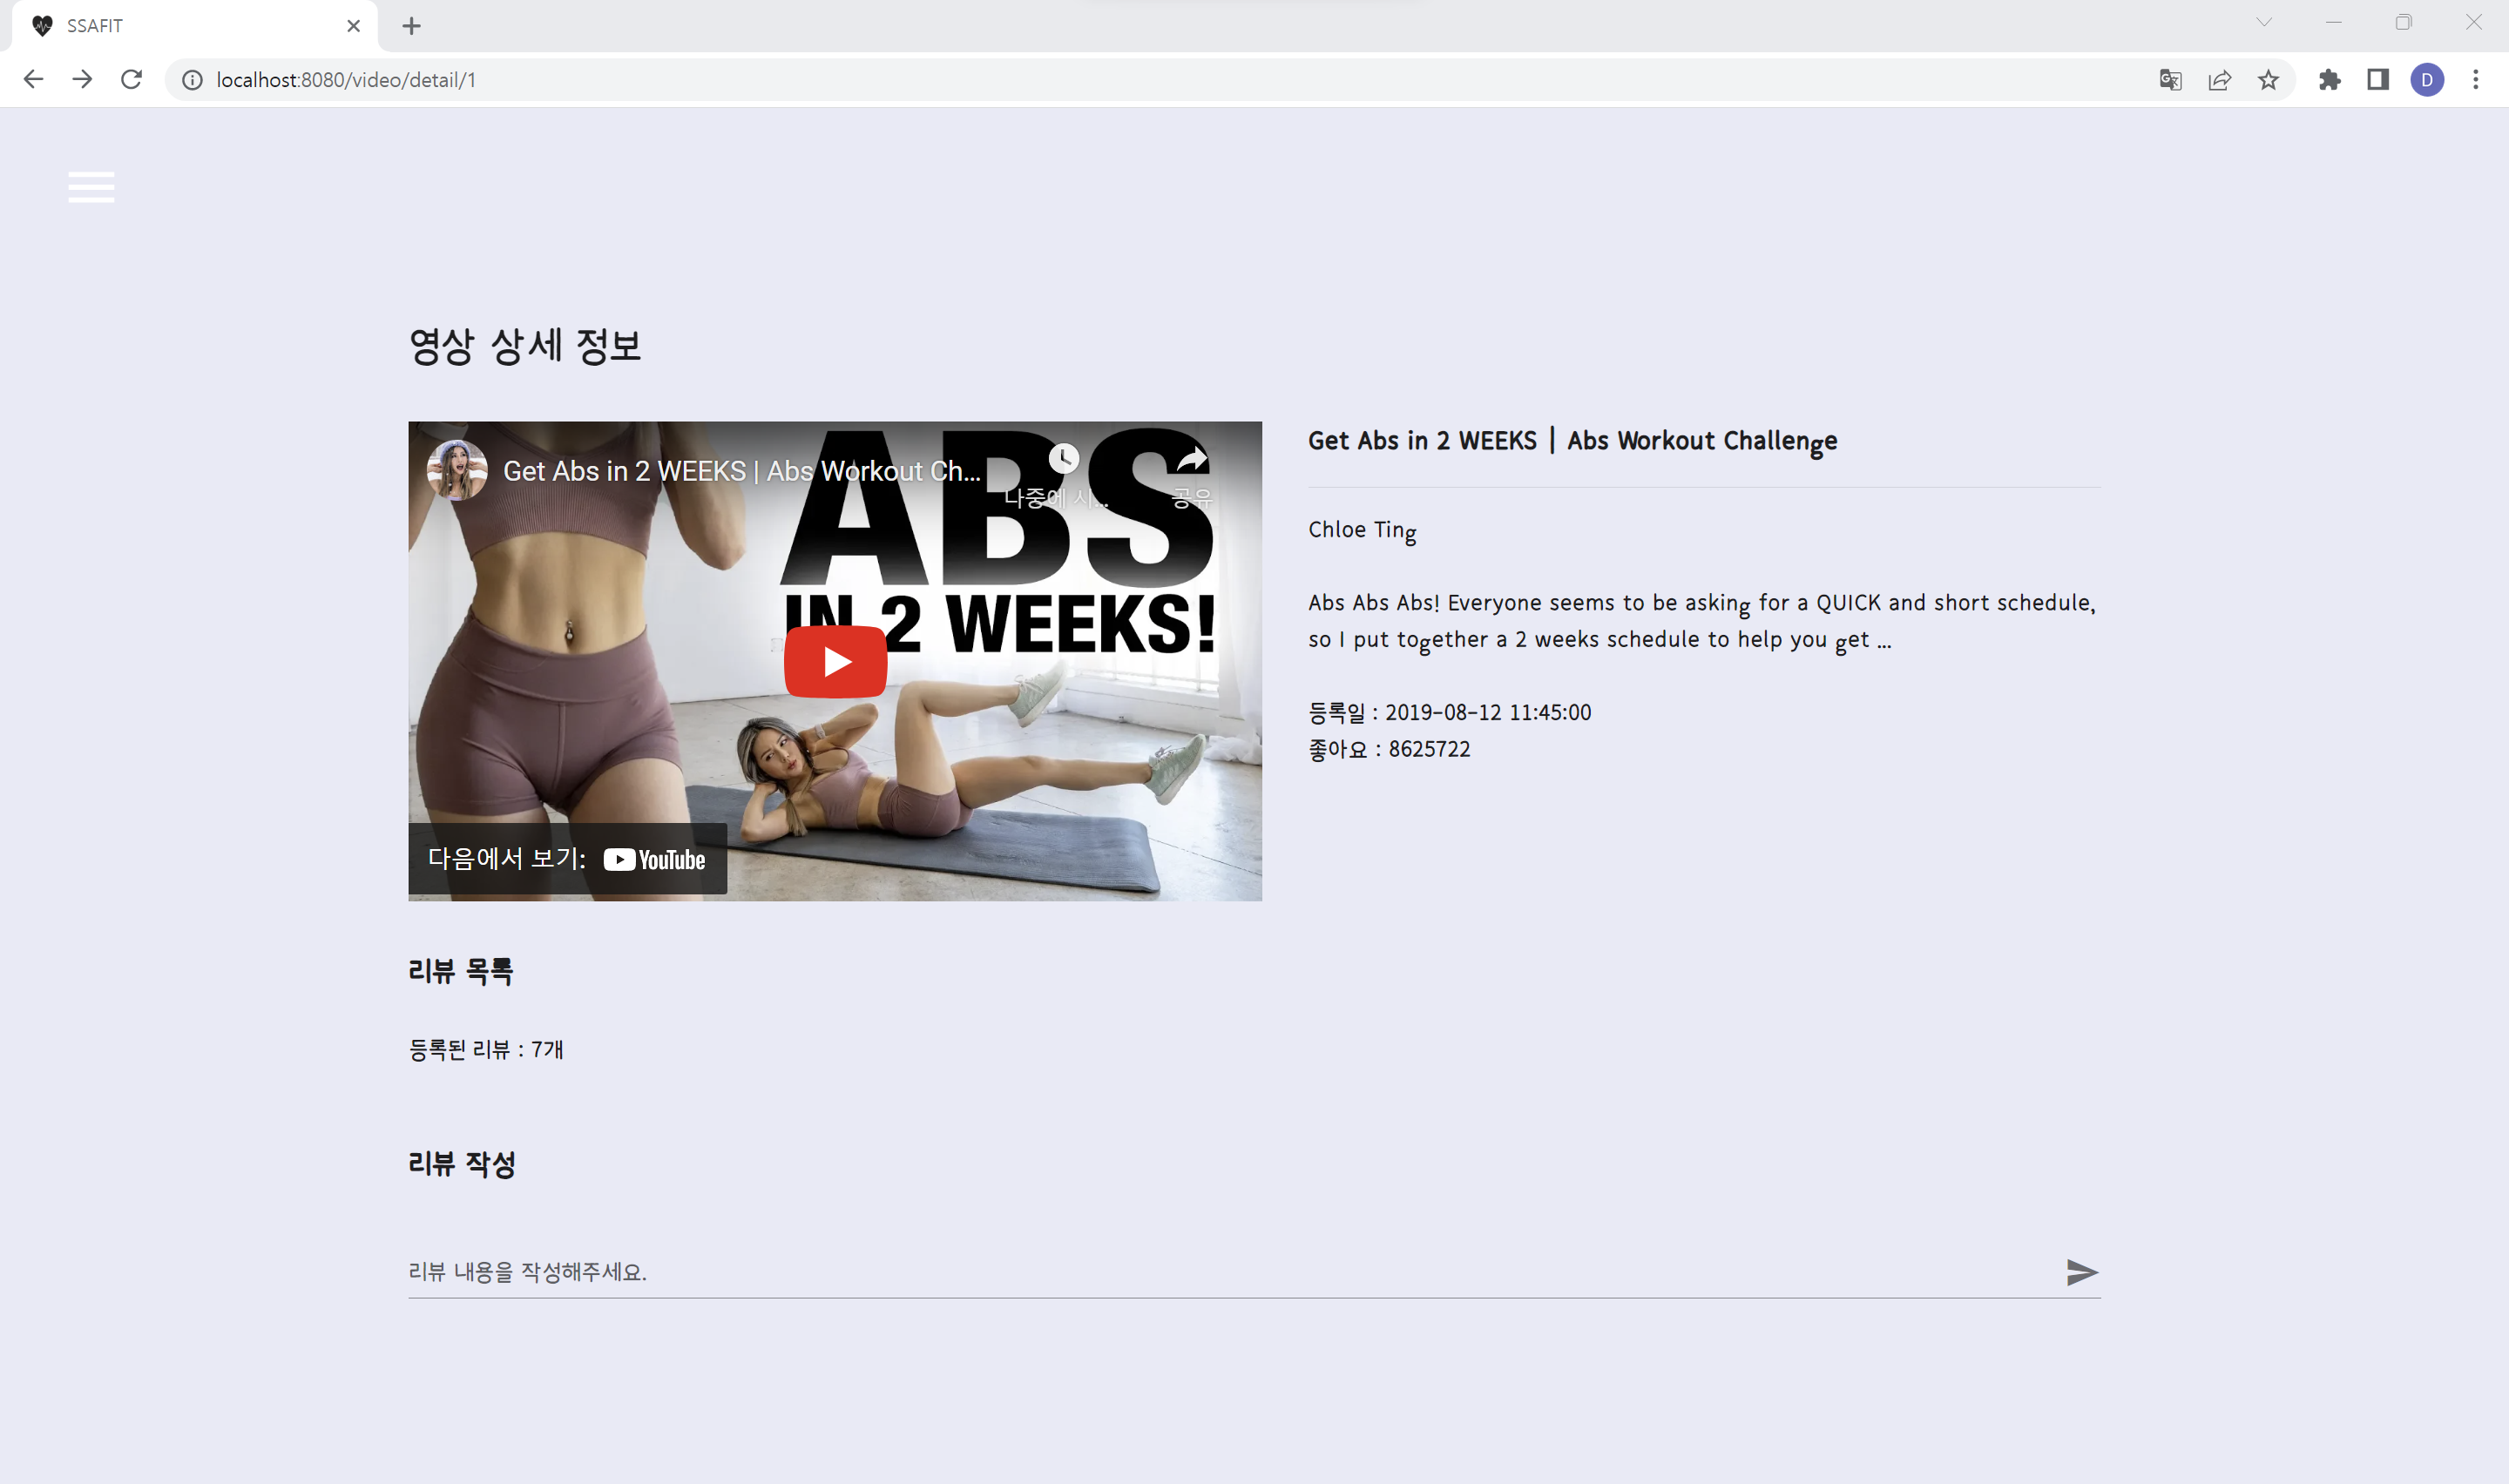 SSAFIT
localhost:8080/video/detail/1
D
영상 상세 정보
Get Abs in 2 WEEKS | Abs Workout Ch...
나중에 시...
공유
ABS
IN 2 WEEKS!
다음에서 보기: YouTube
Get Abs in 2 WEEKS | Abs Workout Challenge
Chloe Ting
Abs Abs Abs! Everyone seems to be asking for a QUICK and short schedule,
so I put together a 2 weeks schedule to help you get ...
등록일 : 2019-08-12 11:45:00
좋아요 : 8625722
리뷰 목록
등록된 리뷰 : 7개
리뷰 작성
리뷰 내용을 작성해주세요.